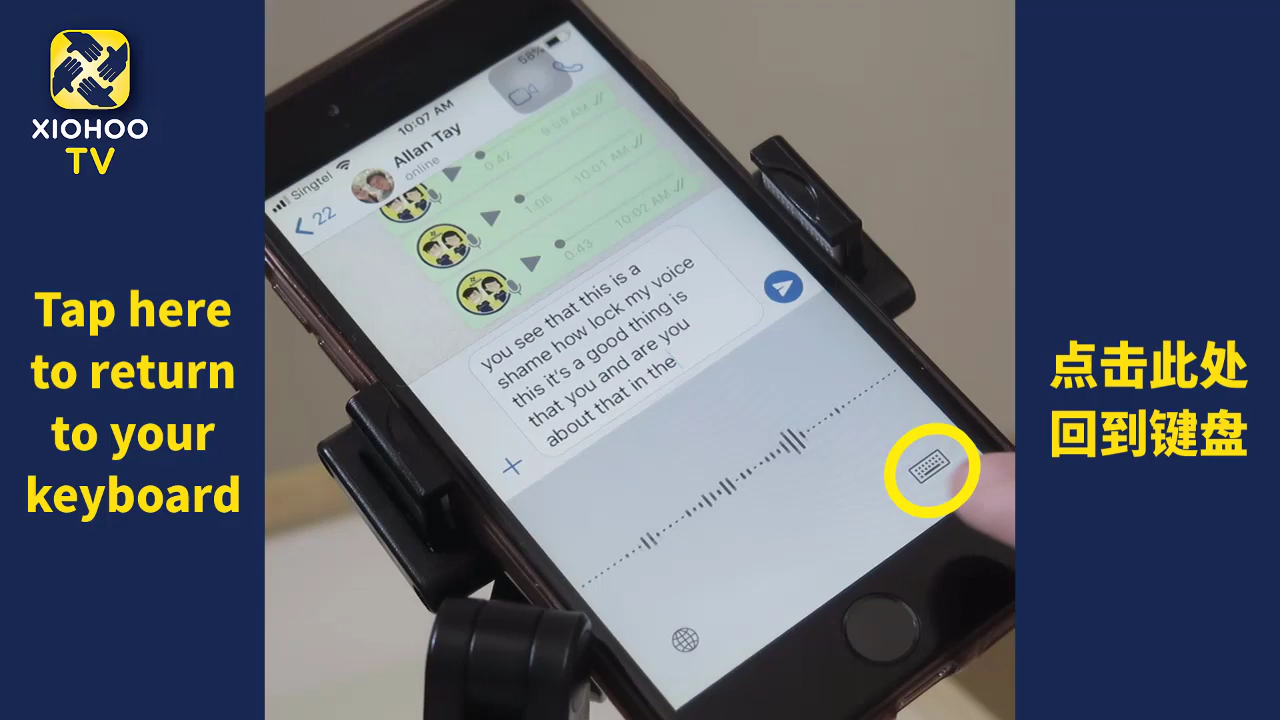 XIOHOO
TV
Tap here
to return
to your
keyboard
Singtel
10:07 AM
58%
22
Allan Tay
online
0:42
9:08 AM
1:06
10:01 AM
0:43
10:02 AM
you see that this is a
shame how lock my voice
this it's a good thing is
that you and are you
about that in the
点击此处
回到键盘